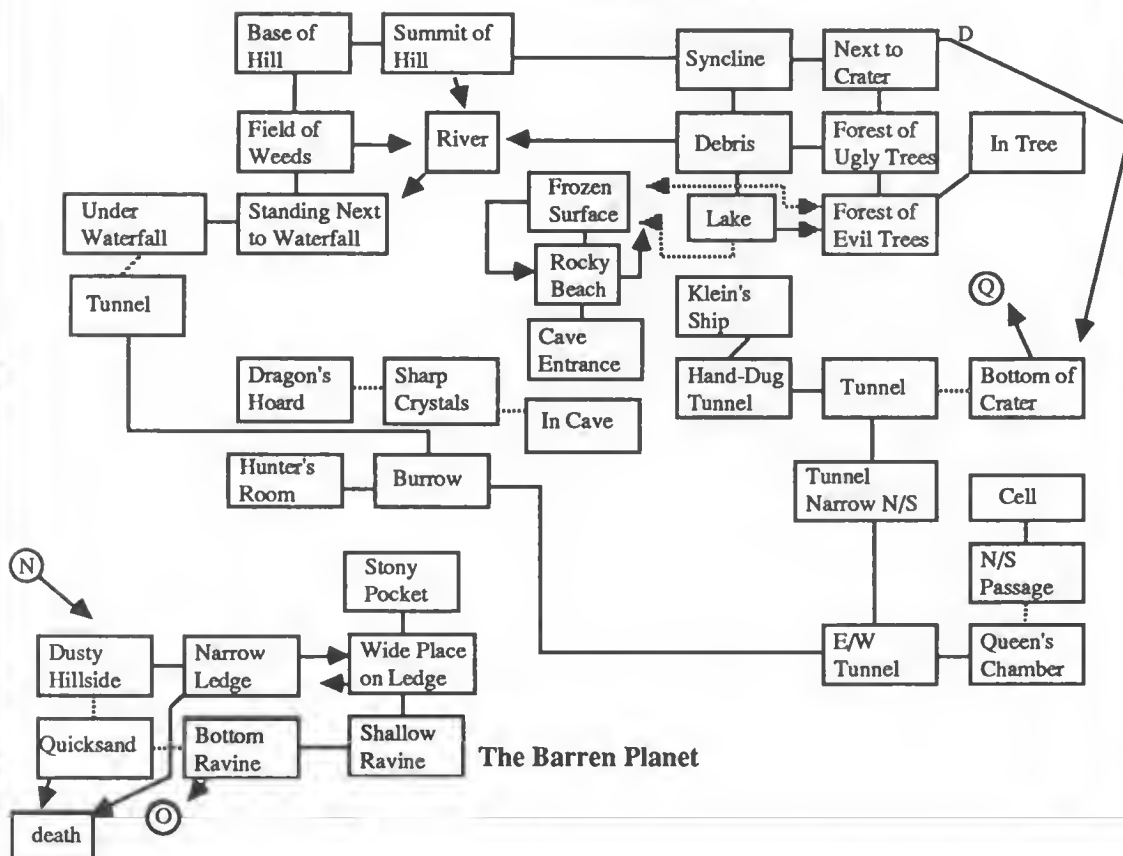 Base of
Hill
Summit of
Hill
Syncline
Next to
Crater
D
Field of
Weeds
River
Debris
Forest of
Ugly Trees
In Tree
Under
Waterfall
Standing Next
to Waterfall
Frozen
Surface
Lake
Forest of
Evil Trees
Tunnel
Rocky
Beach
Klein's
Ship
Q
Cave
Entrance
Dragon's
Hoard
Sharp
Crystals
Hand-Dug
Tunnel
Tunnel
Bottom of
Crater
In Cave
Hunter's
Room
Burrow
Tunnel
Narrow N/S
Cell
N
Stony
Pocket
N/S
Passage
Dusty
Hillside
Narrow
Ledge
Wide Place
on Ledge
E/W
Tunnel
Queen's
Chamber
Quicksand
Bottom
Ravine
Shallow
Ravine
The Barren Planet
O
death